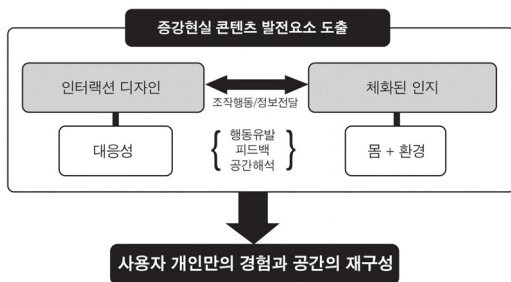 증강현실 콘텐츠 발전요소 도출
인터랙션 디자인
조작행동/정보전달
체화된 인지
대응성
행동유발
피드백
공간해석
몸 + 환경
사용자 개인만의 경험과 공간의 재구성